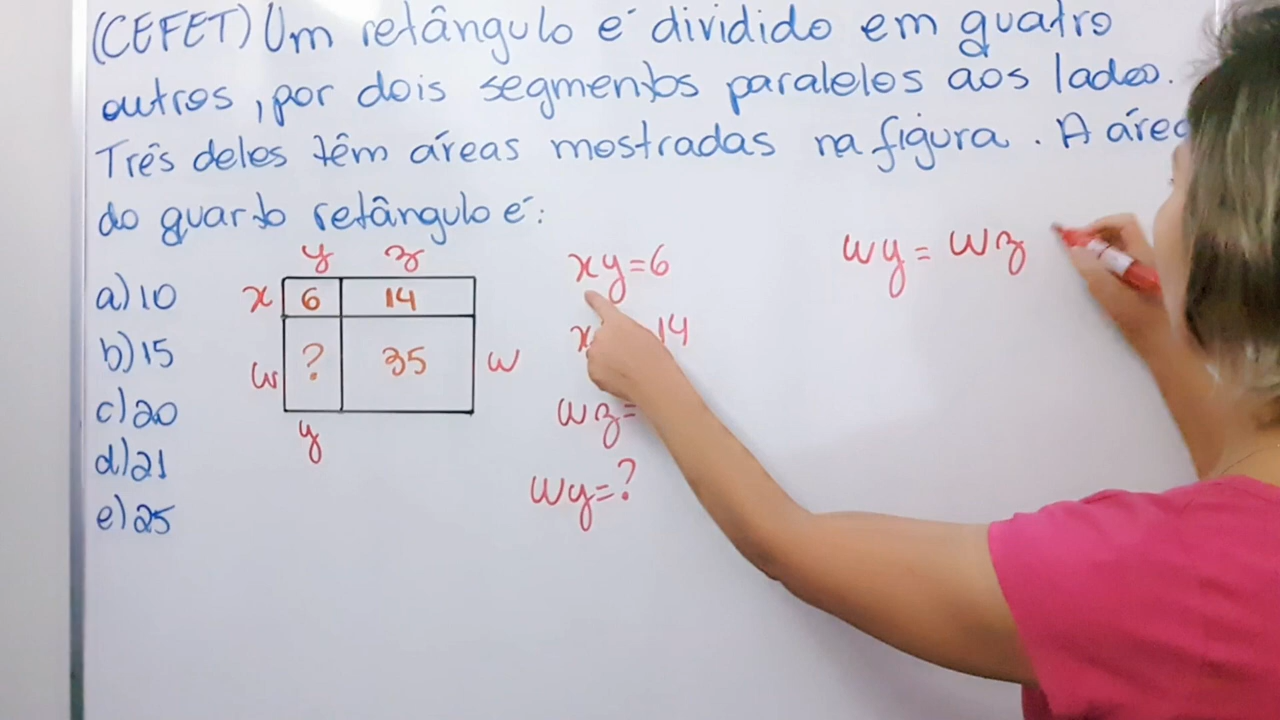 (CEFET) Um retângulo é dividido em quatro
outros, por dois segmentos paralelos aos lados.
Três deles têm áreas mostradas na figura. A área
do quarto retângulo é:
a) 10
b) 15
c) 20
d) 21
e) 25
y z
x 6 14
w ? 35 w
y
xy=6
x 14
wz=
wy=?
wy = wz